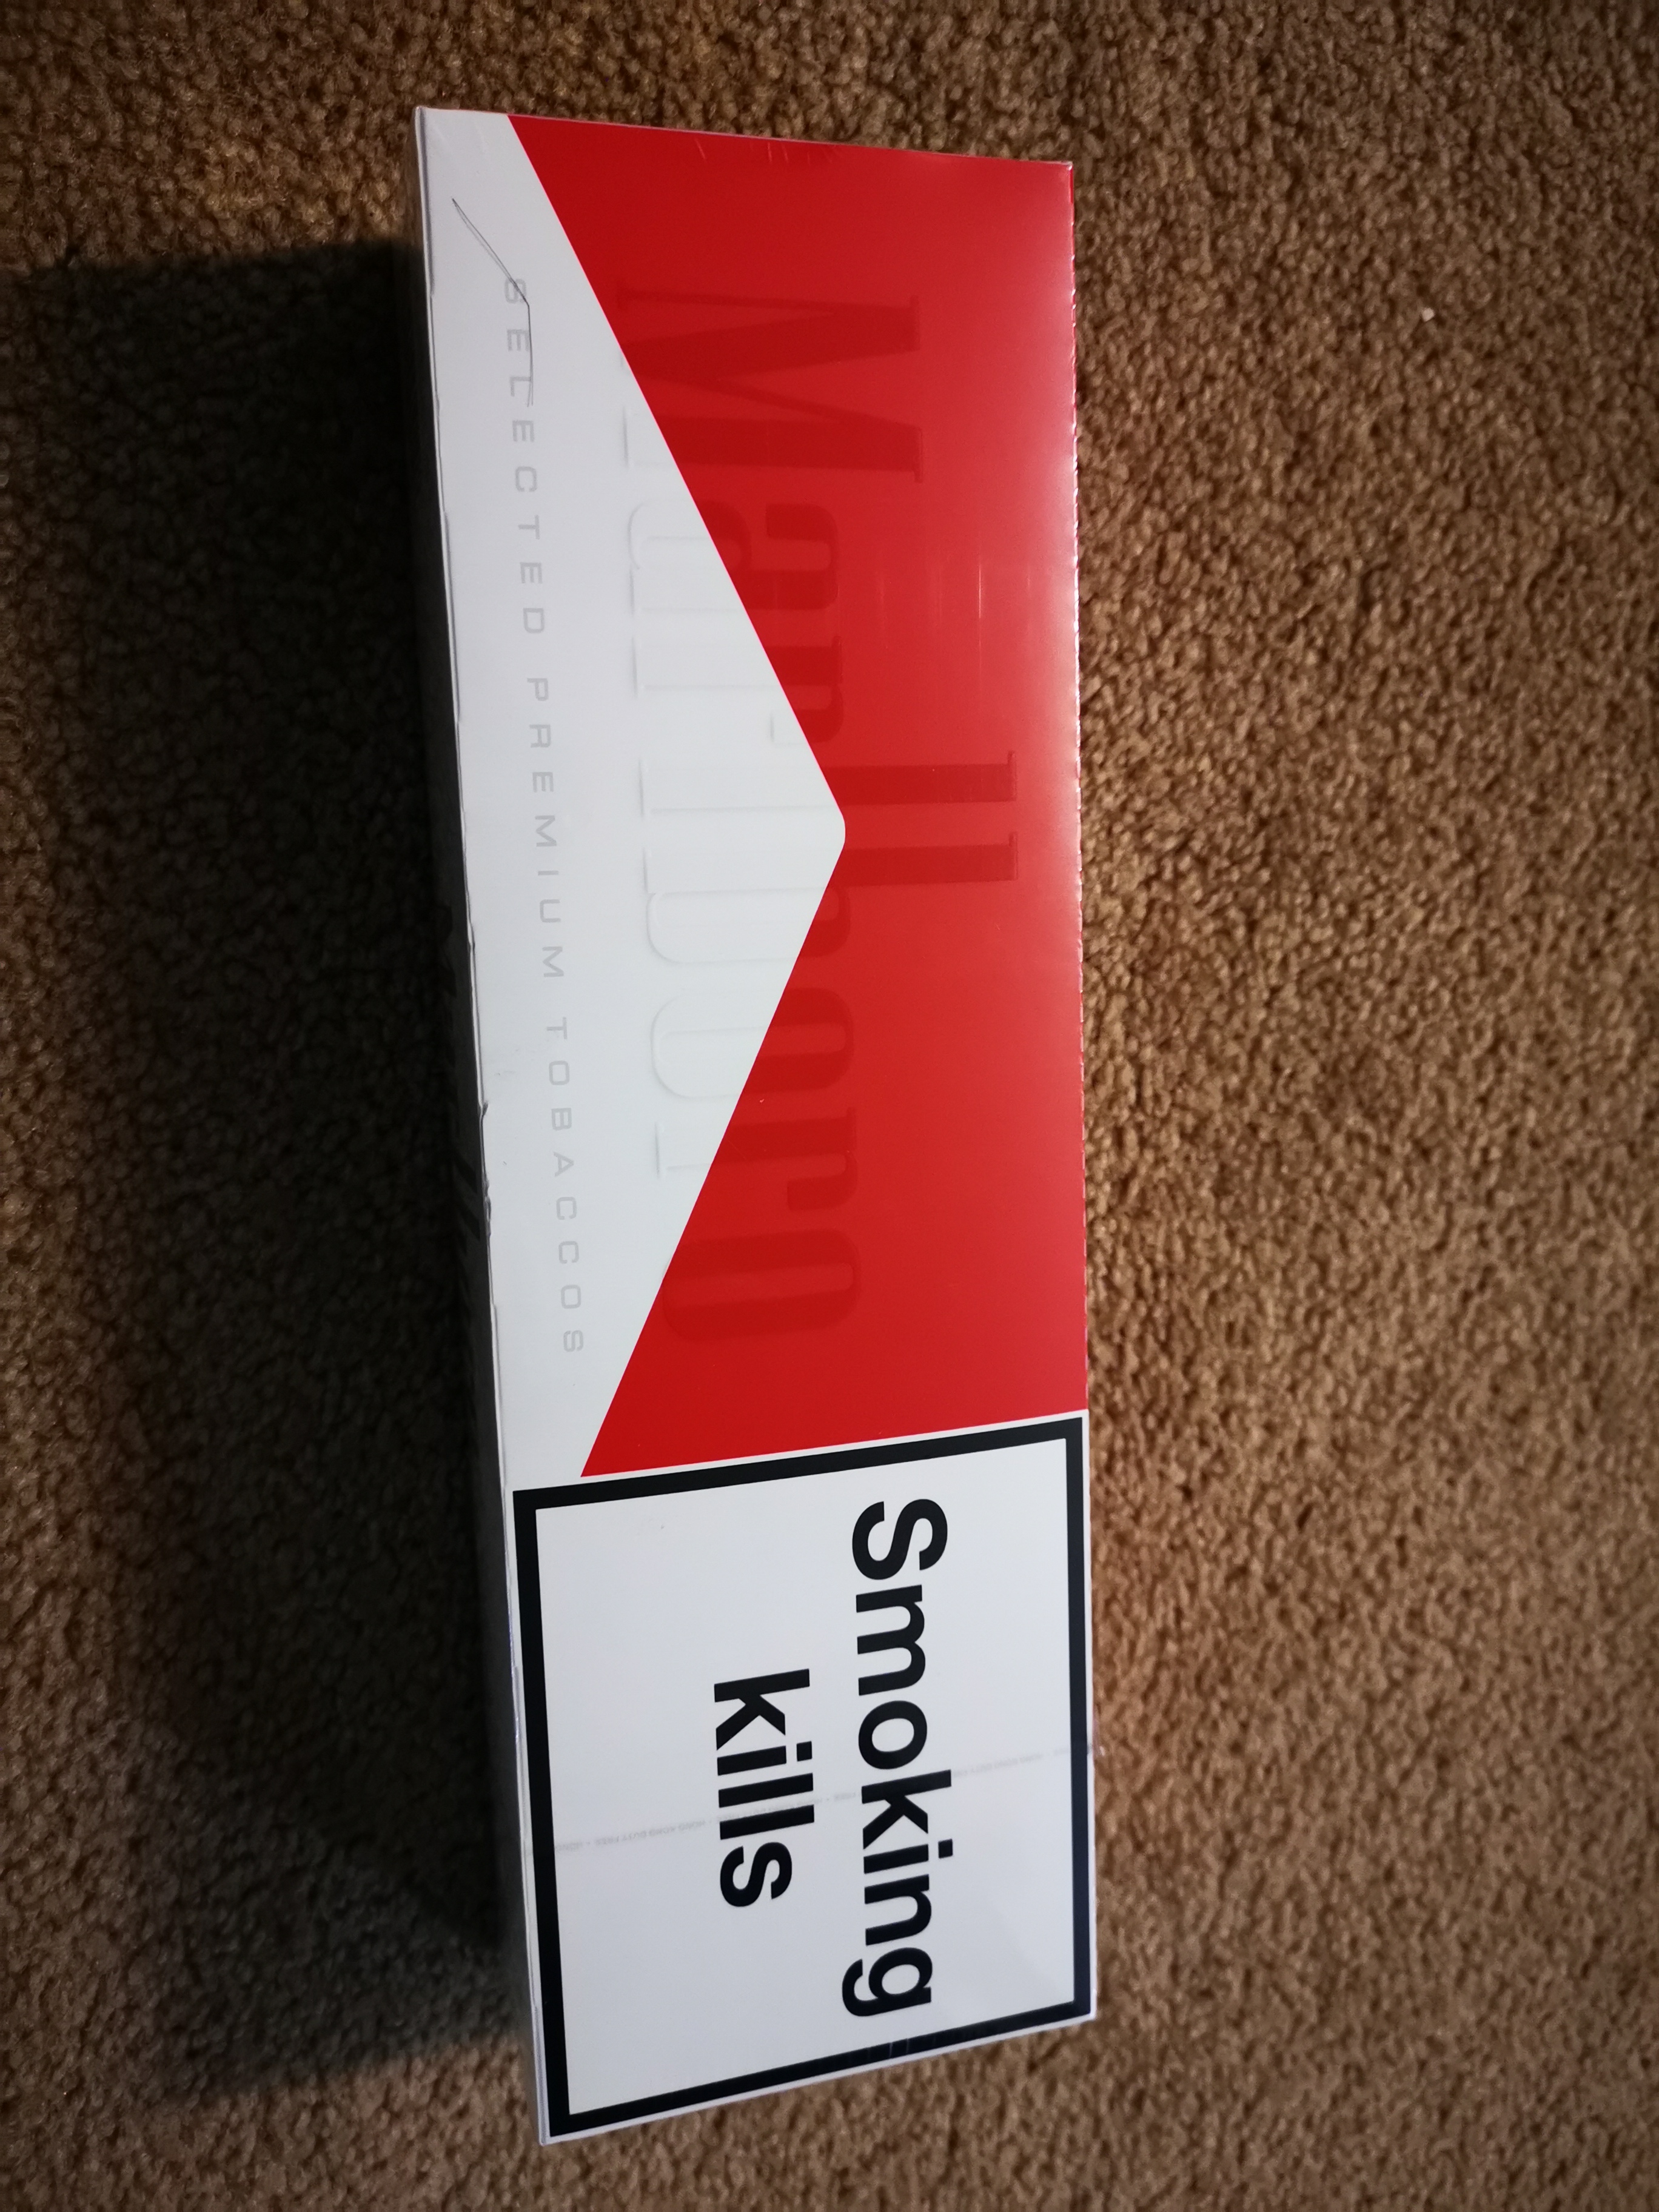 Marlboro
SELECTED PREMIUM TOBACCOS
Smoking
kills